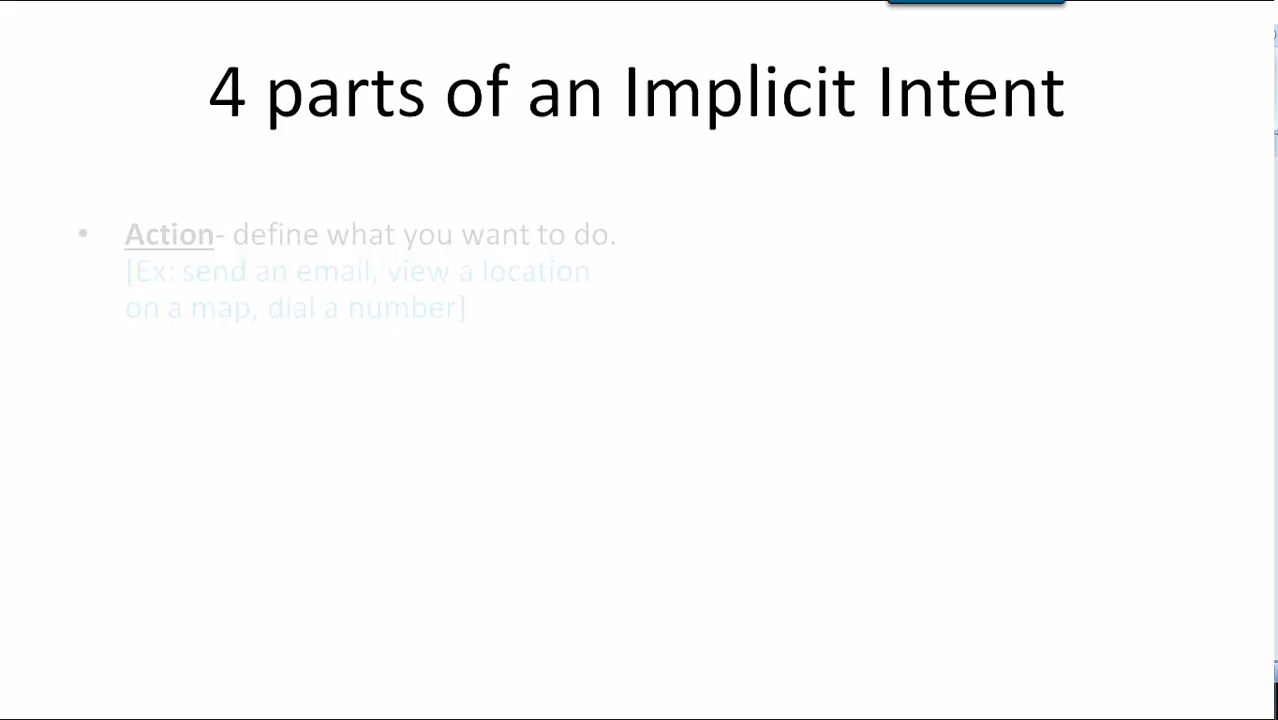 4 parts of an Implicit Intent
• Action- define what you want to do.
[Ex: send an email, view a location
on a map, dial a number]